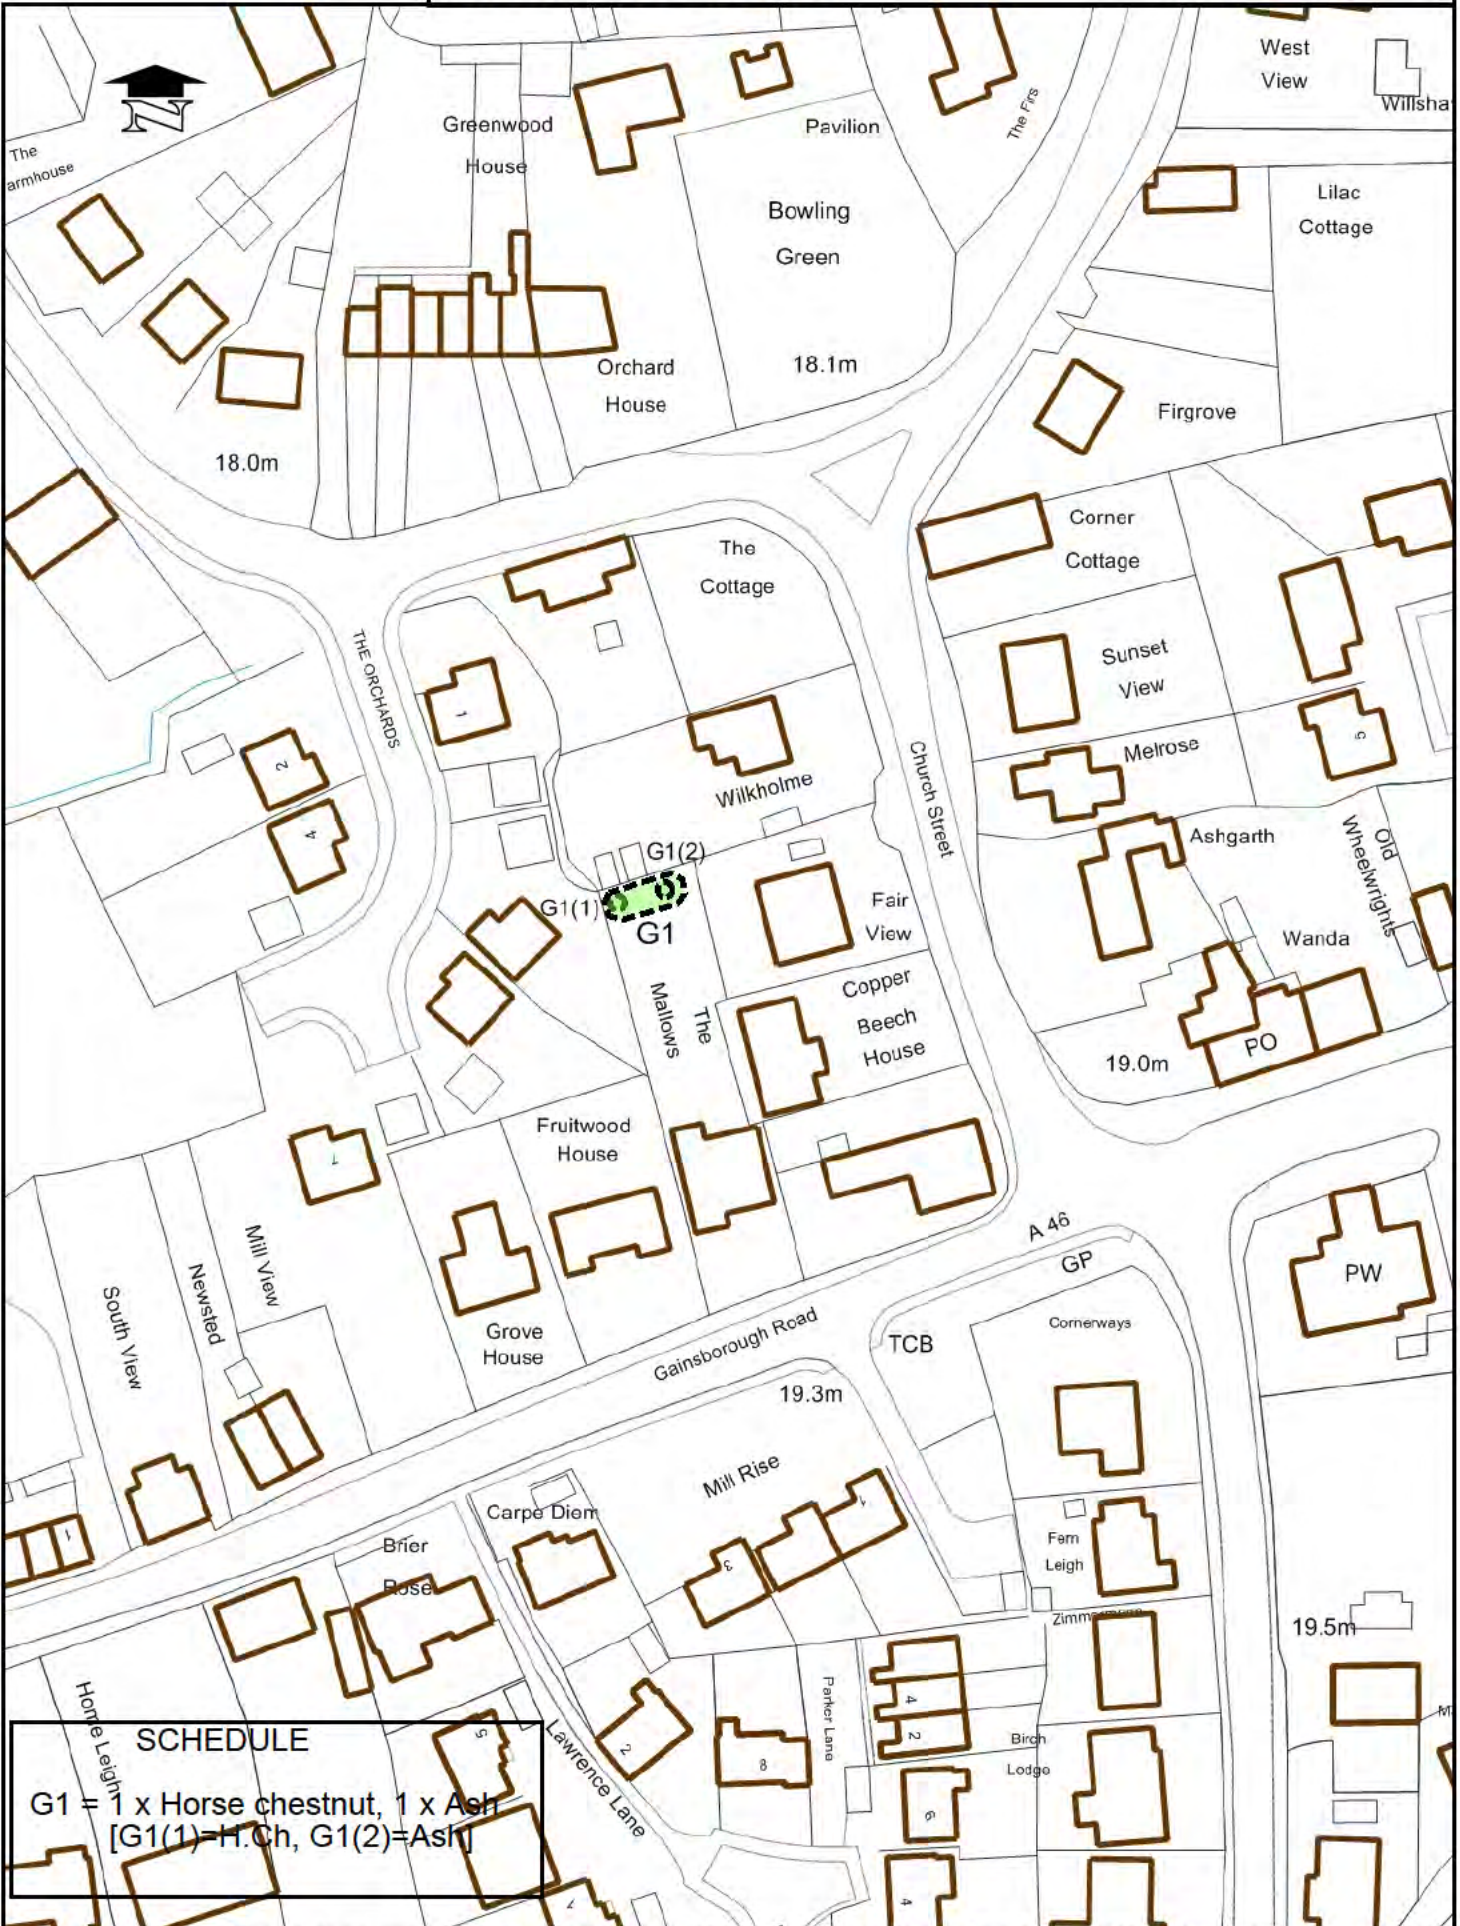 N
West
View
Willsha
The
armhouse
Greenwood
House
Pavilion
The Firs
Bowling
Green
Lilac
Cottage
Orchard
House
18.1m
Firgrove
18.0m
Corner
Cottage
The
Cottage
THE ORCHARDS
1
Sunset
View
Melrose
5
2
4
Wilkholme
Church Street
Ashgarth
Old
Wheelwrights
G1(2)
G1(1)
G1
Fair
View
Wanda
The
Mallows
Copper
Beech
House
19.0m
PO
Fruitwood
House
7
Mill View
Newsted
South View
A 46
GP
PW
Grove
House
Gainsborough Road
TCB
Cornerways
19.3m
Mill Rise
1
3
Carpe Diem
Brier
Rose
1
Fern
Leigh
19.5m
Home Leigh
Parker Lane
4
2
Birch
Lodge
Lawrence Lane
5
2
8
6
4
SCHEDULE
G1 = 1 x Horse chestnut, 1 x Ash
[G1(1)=H.Ch, G1(2)=Ash]